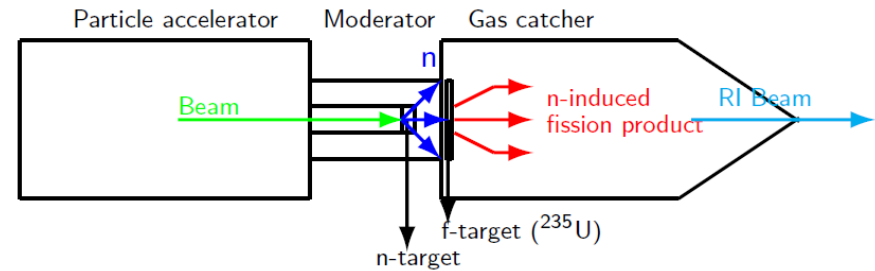 Particle accelerator Moderator Gas catcher
n
Beam
n-induced
fission product
RI Beam
f-target (²³⁵U)
n-target